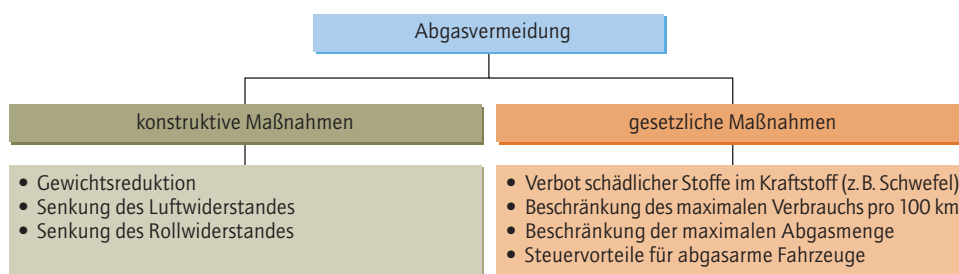 Abgasvermeidung
konstruktive Maßnahmen
gesetzliche Maßnahmen
• Gewichtsreduktion
• Senkung des Luftwiderstandes
• Senkung des Rollwiderstandes
• Verbot schädlicher Stoffe im Kraftstoff (z. B. Schwefel)
• Beschränkung des maximalen Verbrauchs pro 100 km
• Beschränkung der maximalen Abgasmenge
• Steuervorteile für abgasarme Fahrzeuge